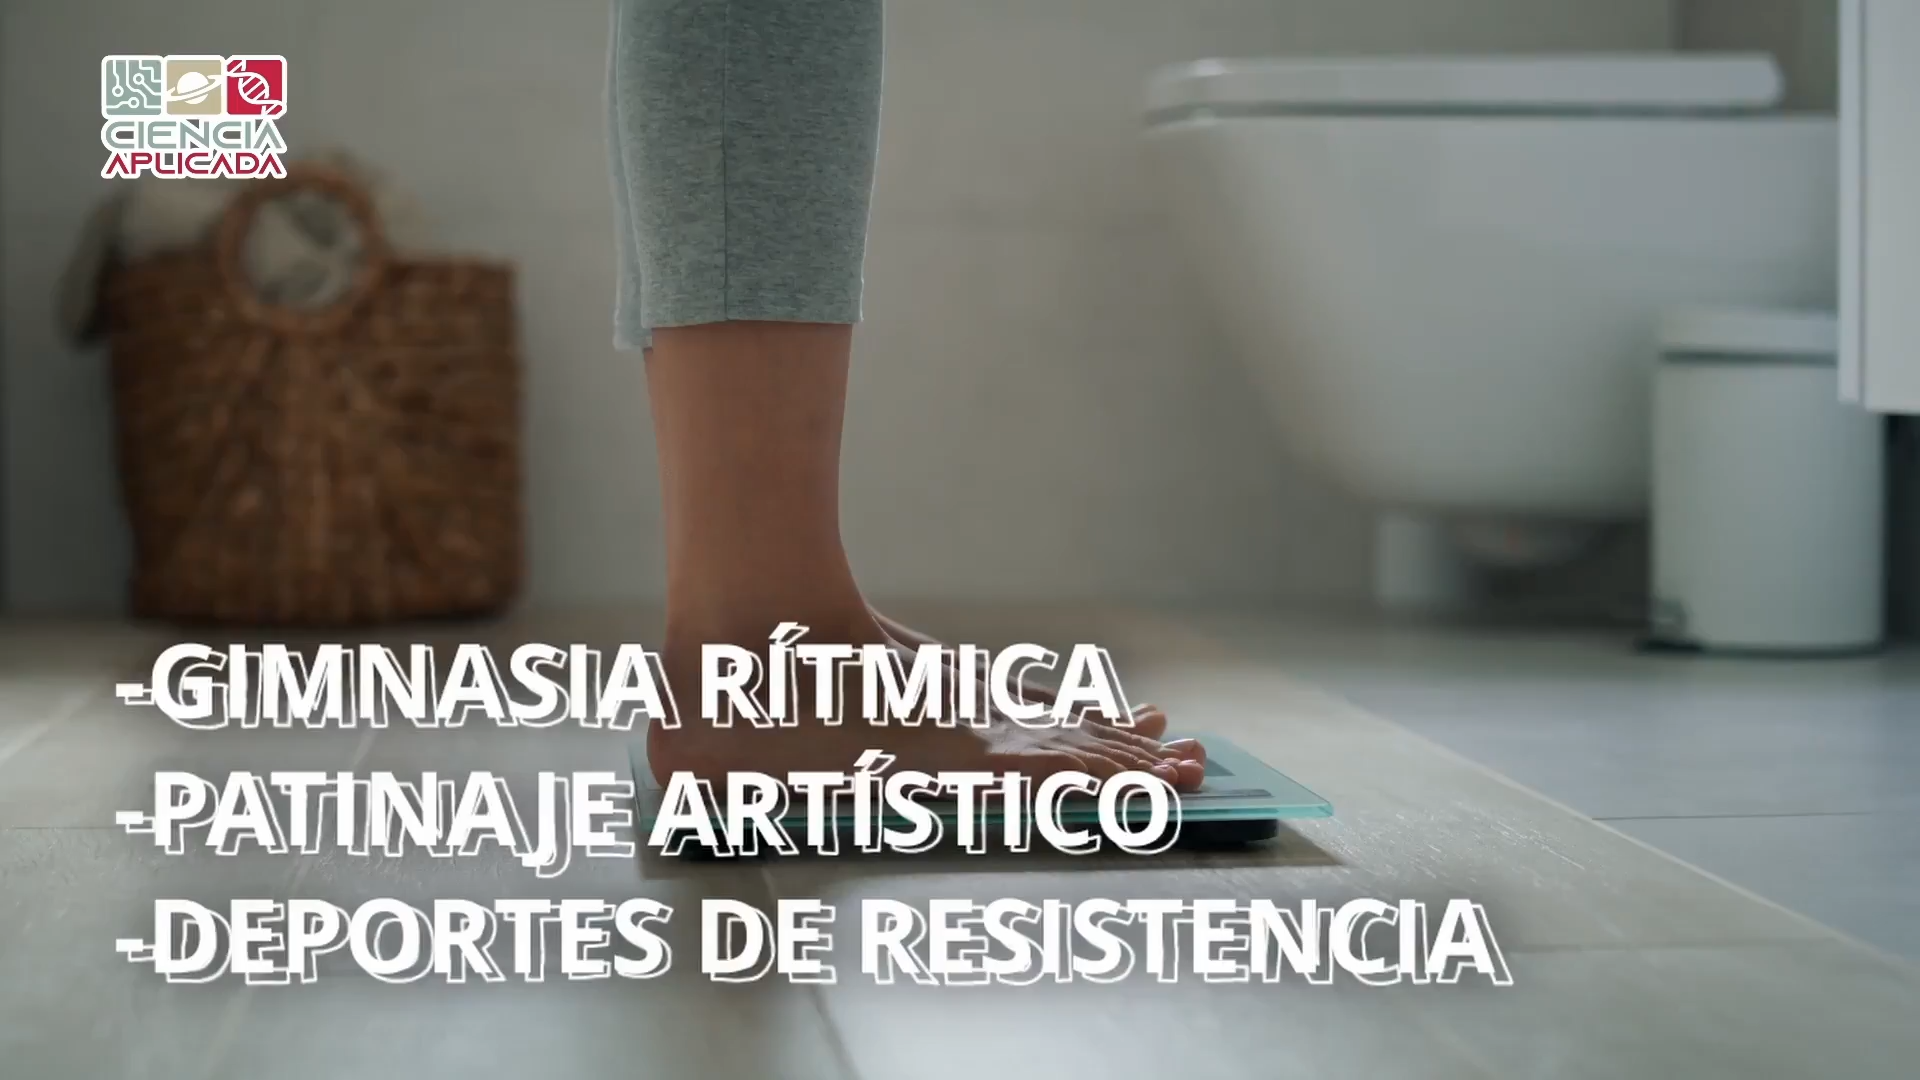 CIENCIA
APLICADA
-GIMNASIA RÍTMICA
-PATINAJE ARTÍSTICO
-DEPORTES DE RESISTENCIA